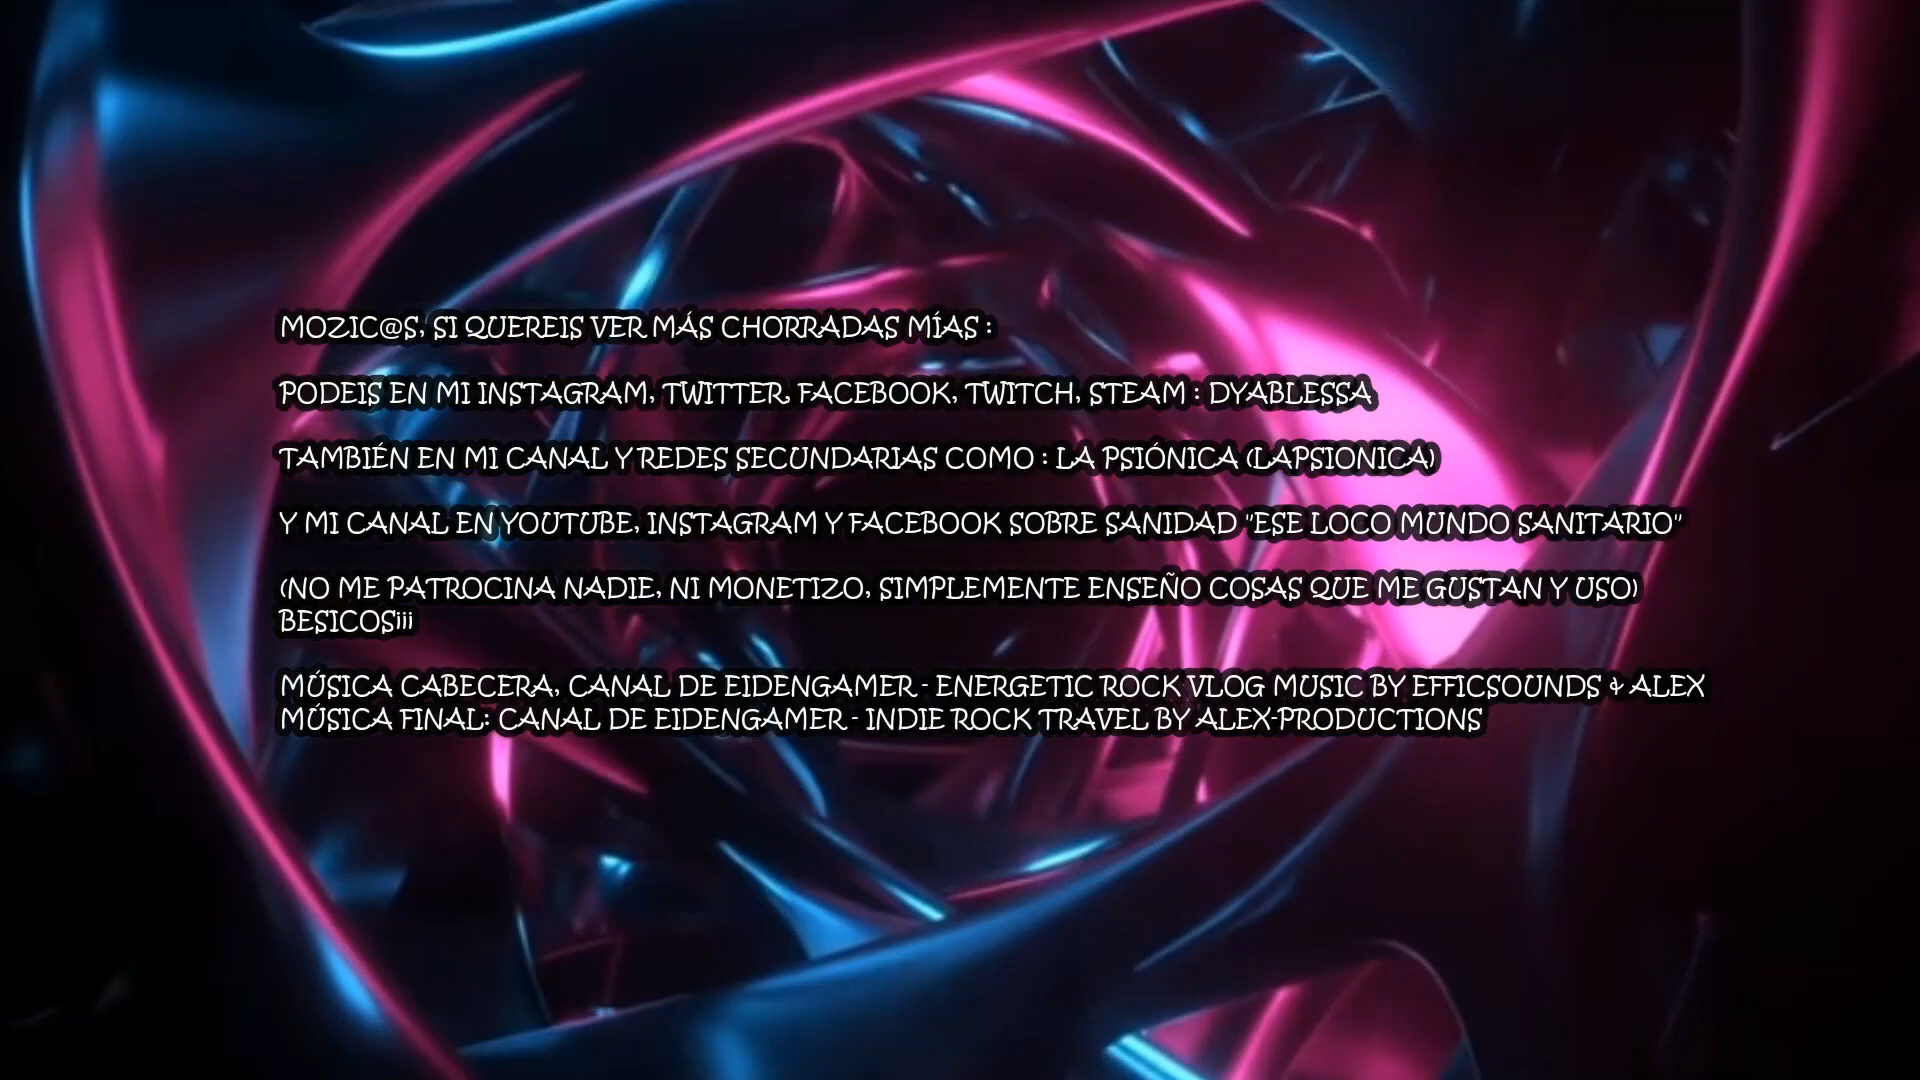 MOZIC@S, SI QUEREIS VER MÁS CHORRADAS MÍAS :
PODEIS EN MI INSTAGRAM, TWITTER, FACEBOOK, TWITCH, STEAM : DYABLESSA
TAMBIÉN EN MI CANAL Y REDES SECUNDARIAS COMO : LA PSIÓNICA (LAPSIONICA)
Y MI CANAL EN YOUTUBE, INSTAGRAM Y FACEBOOK SOBRE SANIDAD "ESE LOCO MUNDO SANITARIO"
(NO ME PATROCINA NADIE, NI MONETIZO, SIMPLEMENTE ENSEÑO COSAS QUE ME GUSTAN Y USO)
BESICOS¡¡¡
MÚSICA CABECERA, CANAL DE EIDENGAMER - ENERGETIC ROCK VLOG MUSIC BY EFFICSOUNDS & ALEX
MÚSICA FINAL: CANAL DE EIDENGAMER - INDIE ROCK TRAVEL BY ALEX-PRODUCTIONS